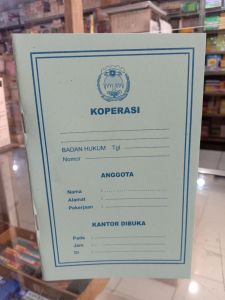 KOPERASI
BADAN HUKUM Tgl
Nomor
ANGGOTA
Nama :
Alamat :
Pekerjaan :
KANTOR DIBUKA
Pada :
Jam :
Di :